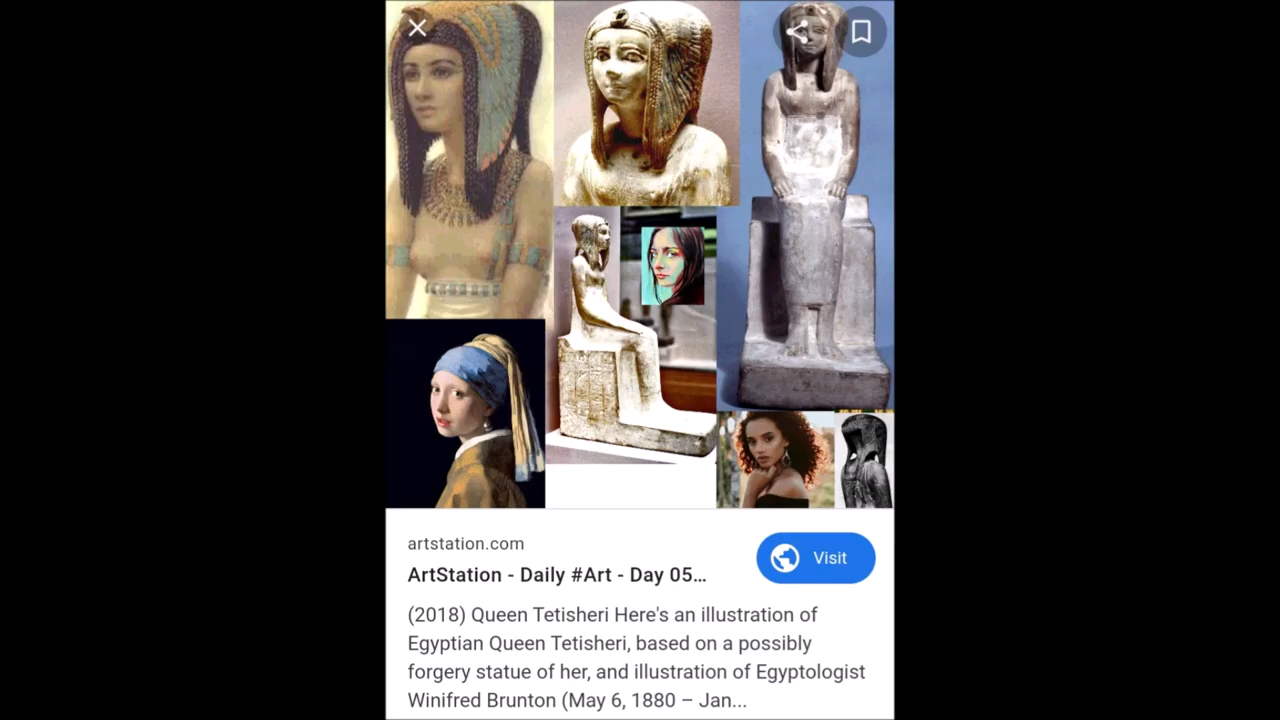 artstation.com
ArtStation - Daily #Art - Day 05...
Visit
(2018) Queen Tetisheri Here's an illustration of
Egyptian Queen Tetisheri, based on a possibly
forgery statue of her, and illustration of Egyptologist
Winifred Brunton (May 6, 1880 – Jan...